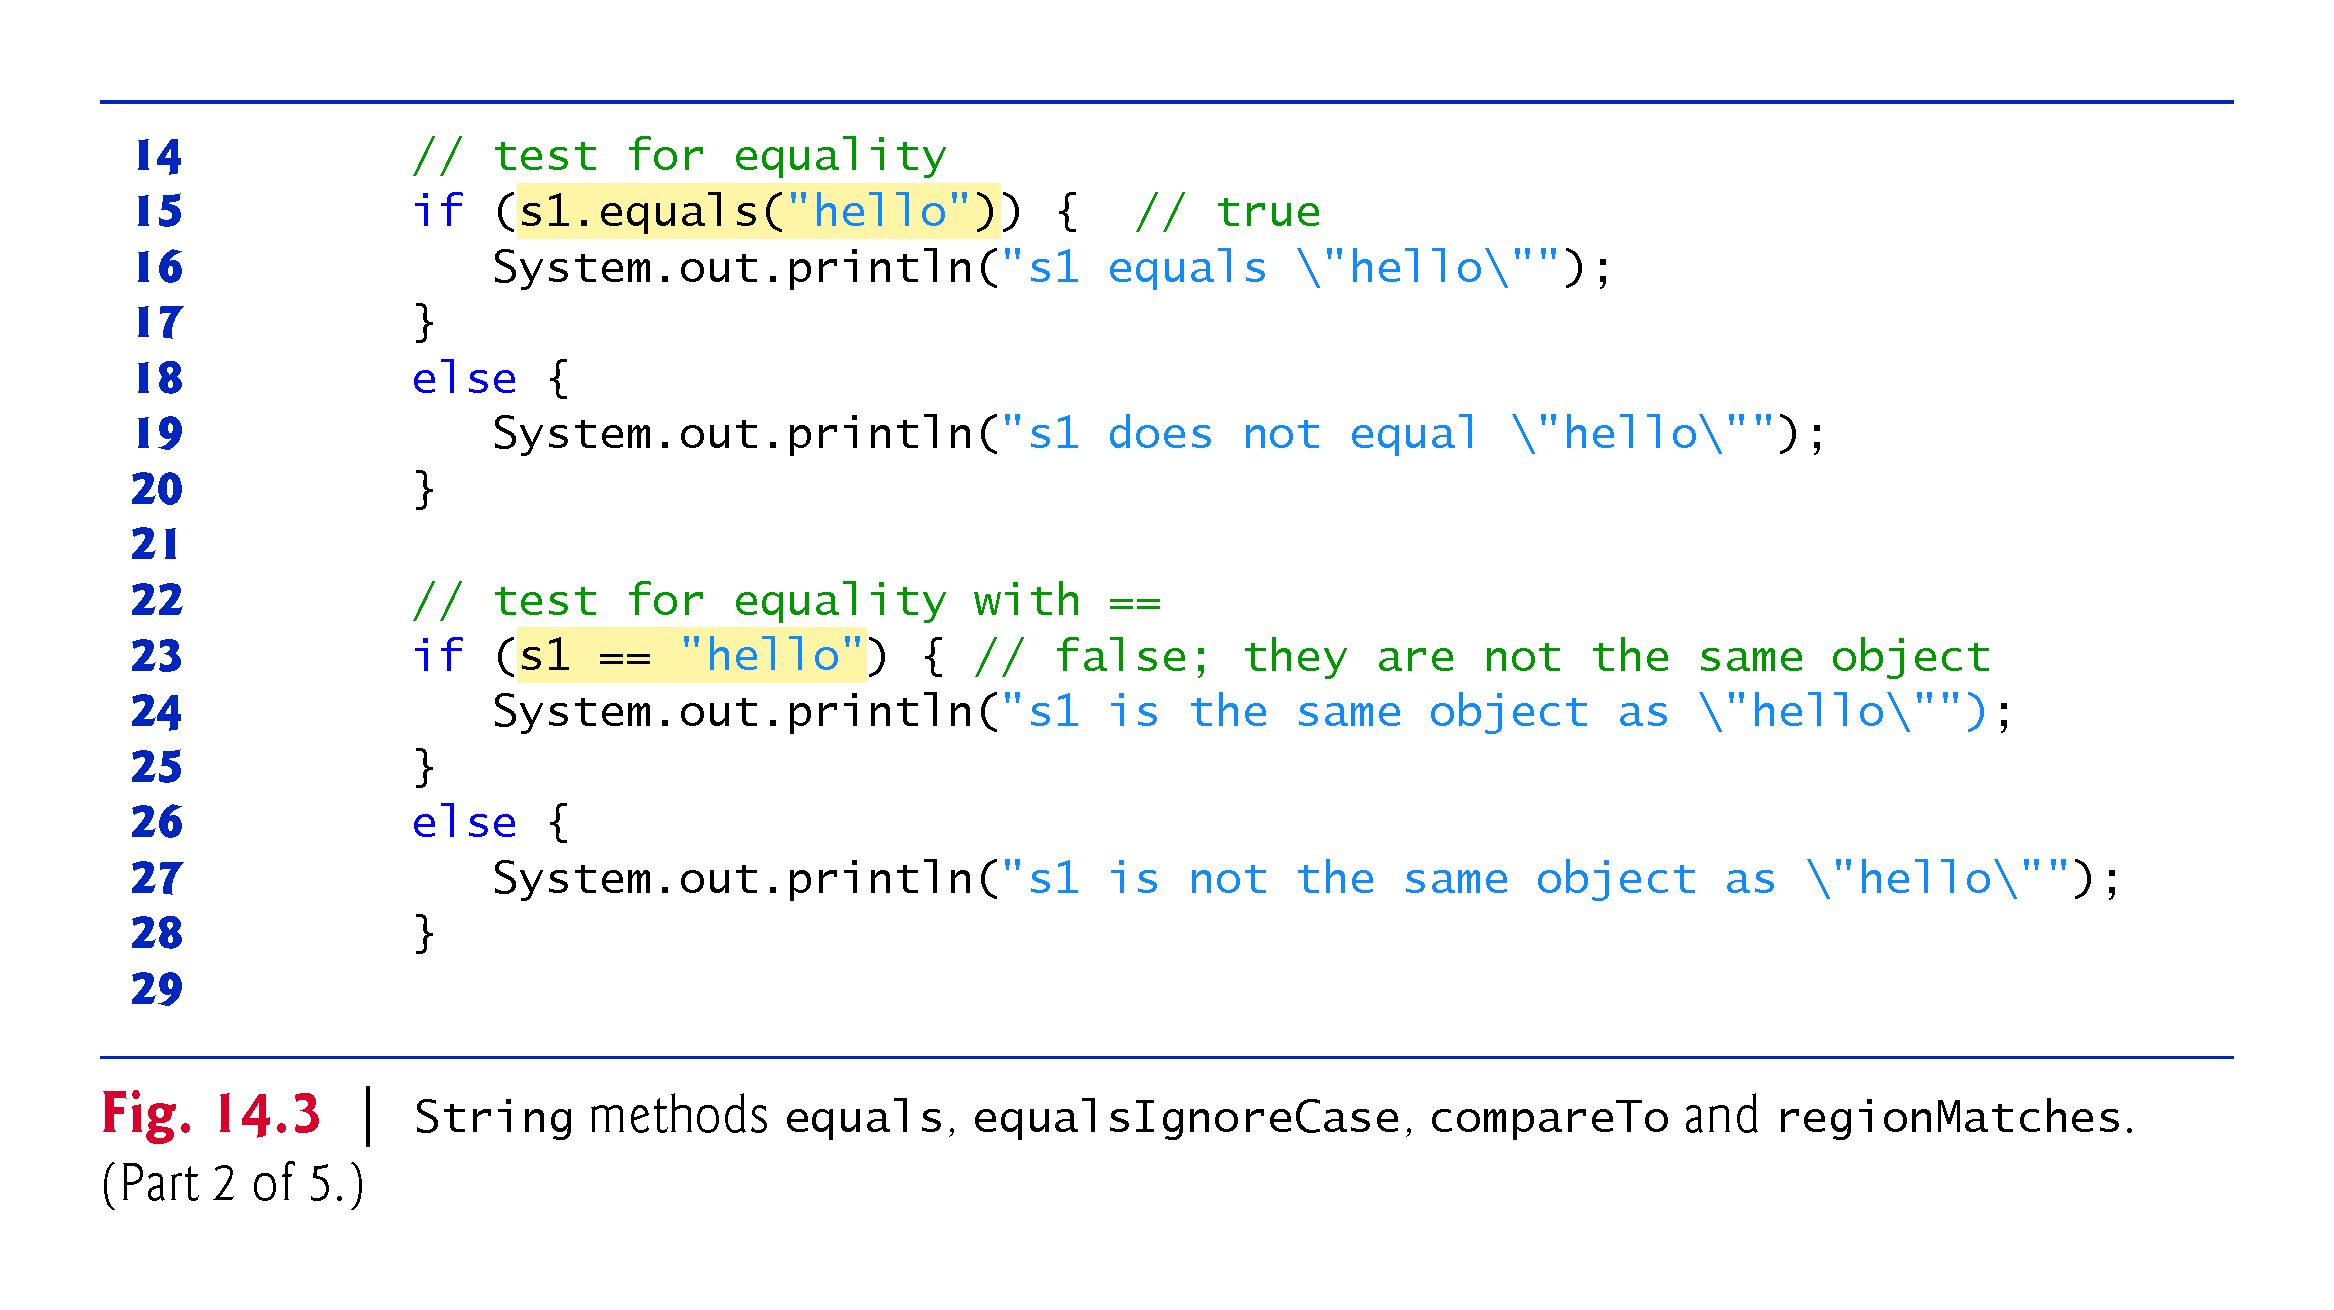 14 // test for equality
15 if (s1.equals("hello")) { // true
16 System.out.println("s1 equals \"hello\"");
17 }
18 else {
19 System.out.println("s1 does not equal \"hello\"");
20 }
21
22 // test for equality with ==
23 if (s1 == "hello") { // false; they are not the same object
24 System.out.println("s1 is the same object as \"hello\"");
25 }
26 else {
27 System.out.println("s1 is not the same object as \"hello\"");
28 }
29
Fig. 14.3 | String methods equals, equalsIgnoreCase, compareTo and regionMatches.
(Part 2 of 5.)